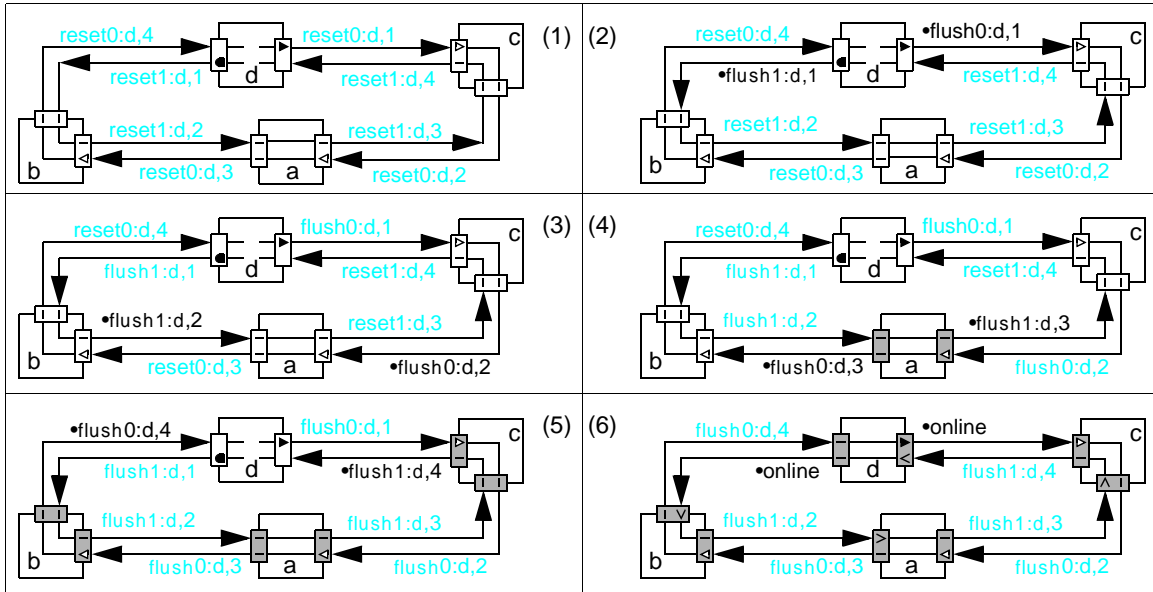 reset0:d,4 reset0:d,1 c (1)
reset1:d,1 d reset1:d,4
reset1:d,2 reset1:d,3
b reset0:d,3 a reset0:d,2
(2) reset0:d,4 •flush0:d,1 c
•flush1:d,1 d reset1:d,4
reset1:d,2 reset1:d,3
b reset0:d,3 a reset0:d,2
reset0:d,4 flush0:d,1 c (3)
flush1:d,1 d reset1:d,4
•flush1:d,2 reset1:d,3
b reset0:d,3 a •flush0:d,2
(4) reset0:d,4 flush0:d,1 c
flush1:d,1 d reset1:d,4
flush1:d,2 •flush1:d,3
b •flush0:d,3 a flush0:d,2
•flush0:d,4 flush0:d,1 c (5)
flush1:d,1 d •flush1:d,4
flush1:d,2 flush1:d,3
b flush0:d,3 a flush0:d,2
(6) flush0:d,4 •online c
•online d flush1:d,4
flush1:d,2 flush1:d,3
b flush0:d,3 a flush0:d,2